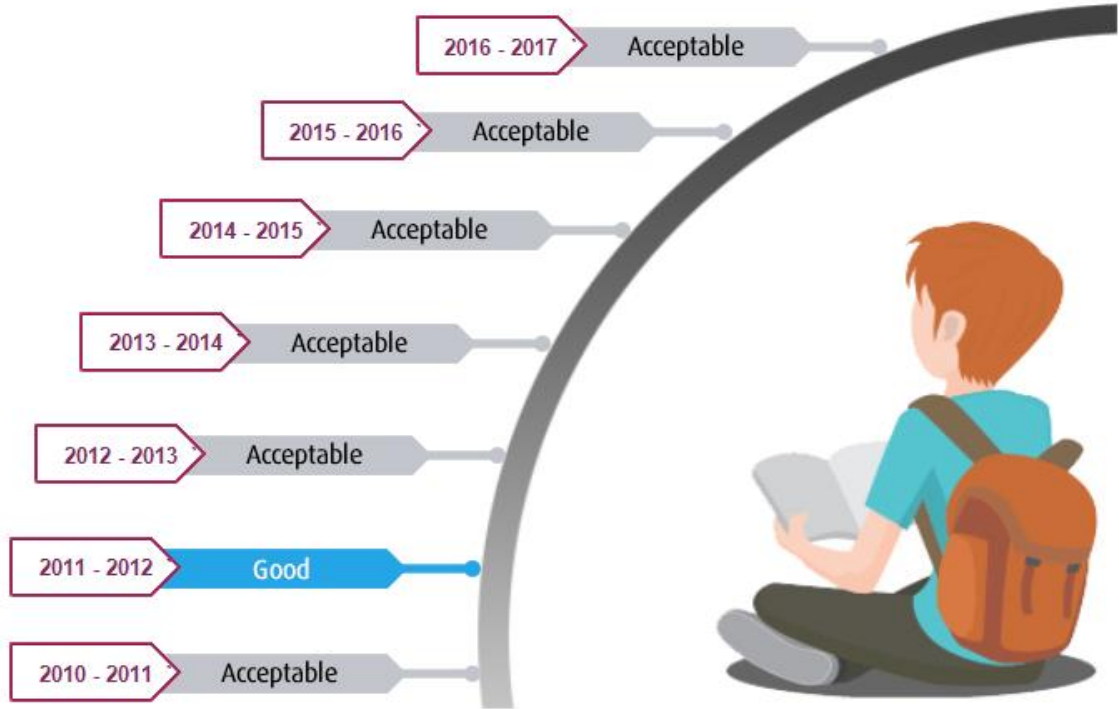 2016 - 2017 Acceptable
2015 - 2016 Acceptable
2014 - 2015 Acceptable
2013 - 2014 Acceptable
2012 - 2013 Acceptable
2011 - 2012 Good
2010 - 2011 Acceptable